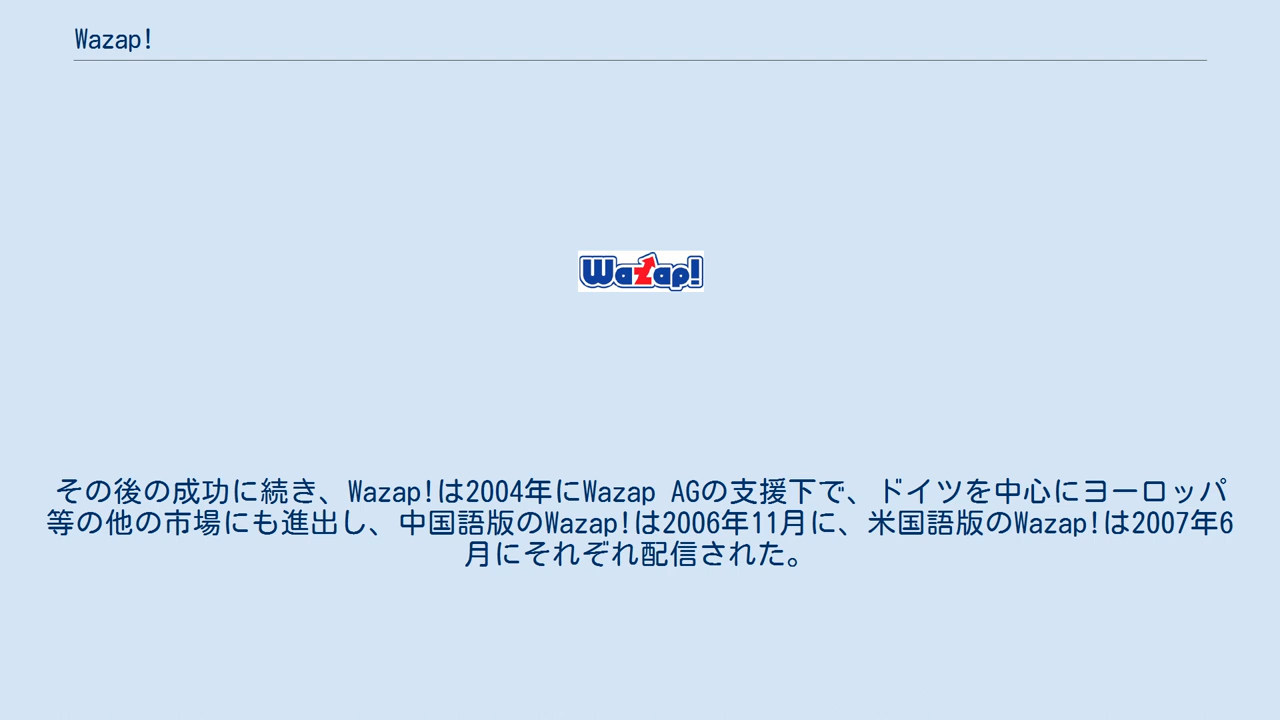 Wazap!
Wazap!
その後の成功に続き、Wazap!は2004年にWazap AGの支援下で、ドイツを中心にヨーロッパ
等の他の市場にも進出し、中国語版のWazap!は2006年11月に、米国語版のWazap!は2007年6
月にそれぞれ配信された。